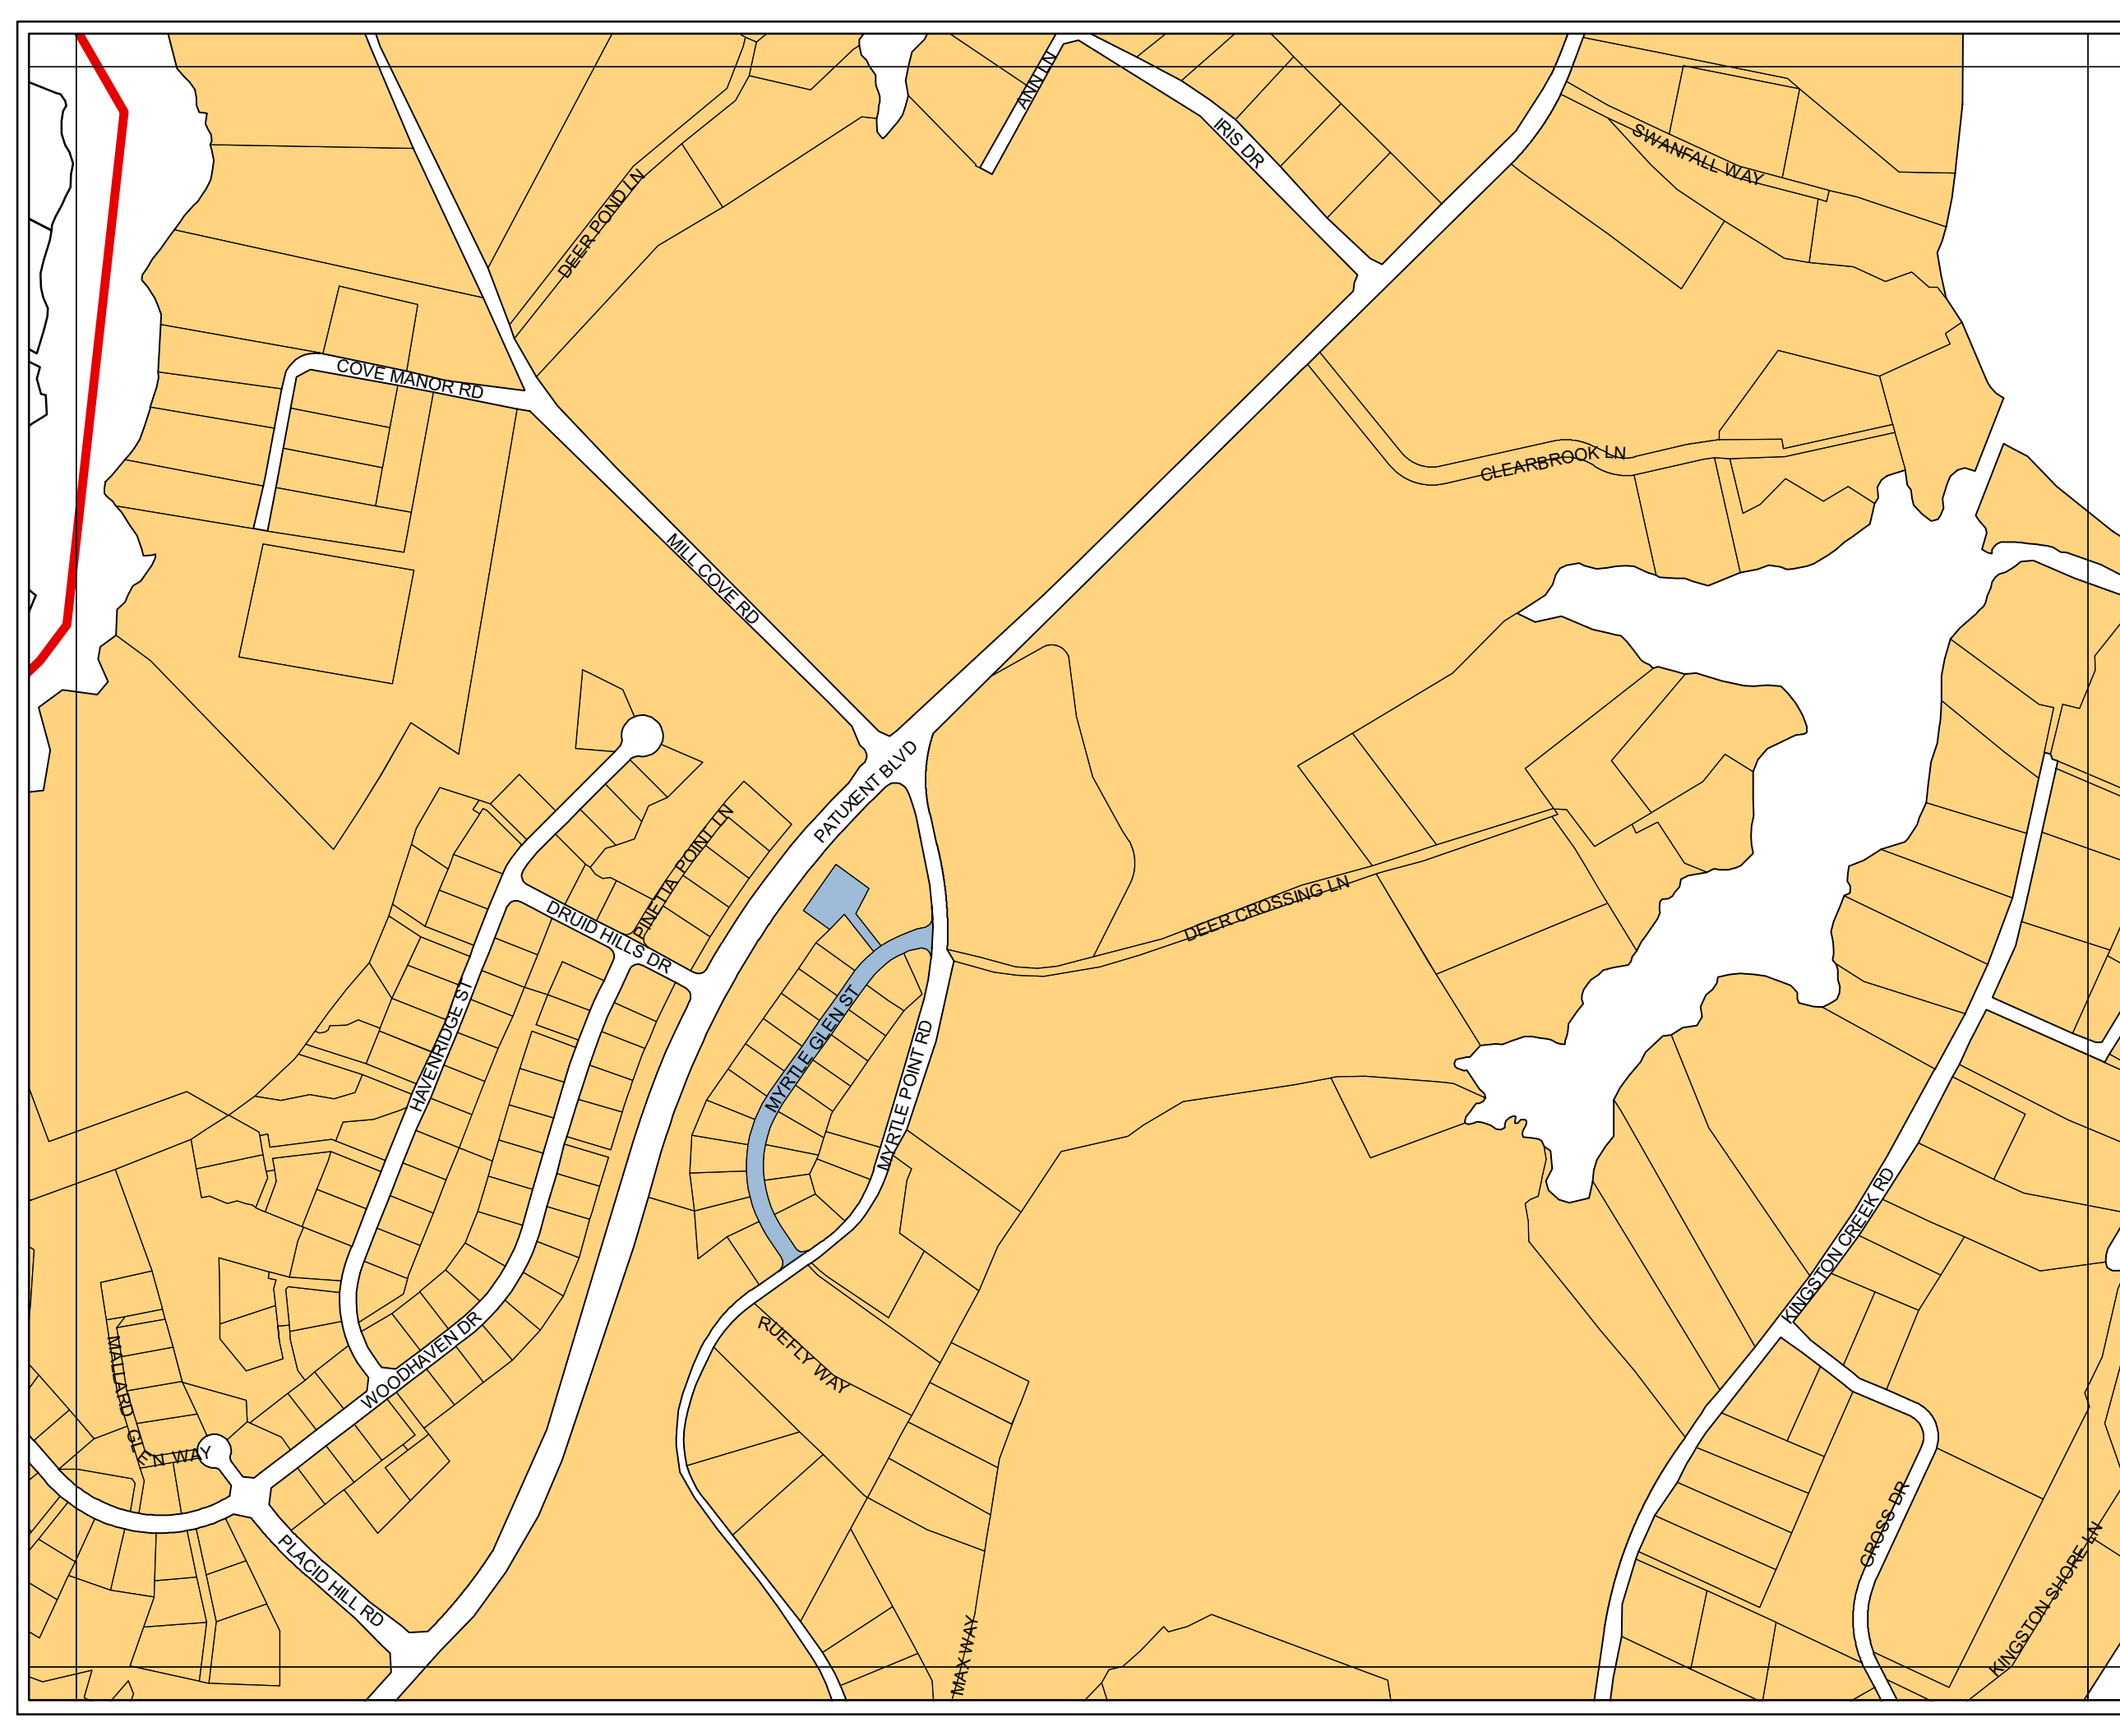 ANN LN
IRIS DR
SWANFALL WAY
DEER POND LN
COVE MANOR RD
CLEARBROOK LN
MILL COVE RD
PATUXENT BLVD
PINETTA POINT LN
DEER CROSSING LN
DRUID HILLS DR
HAVENRIDGE ST
MYRTLE GLEN ST
MYRTLE POINT RD
KINGSTON CREEK RD
WOODHAVEN DR
RUEFLY WAY
MALLARD GLEN WAY
GROSS DR
PLACID HILL RD
KINGSTON SHORE LN
MAX WAY